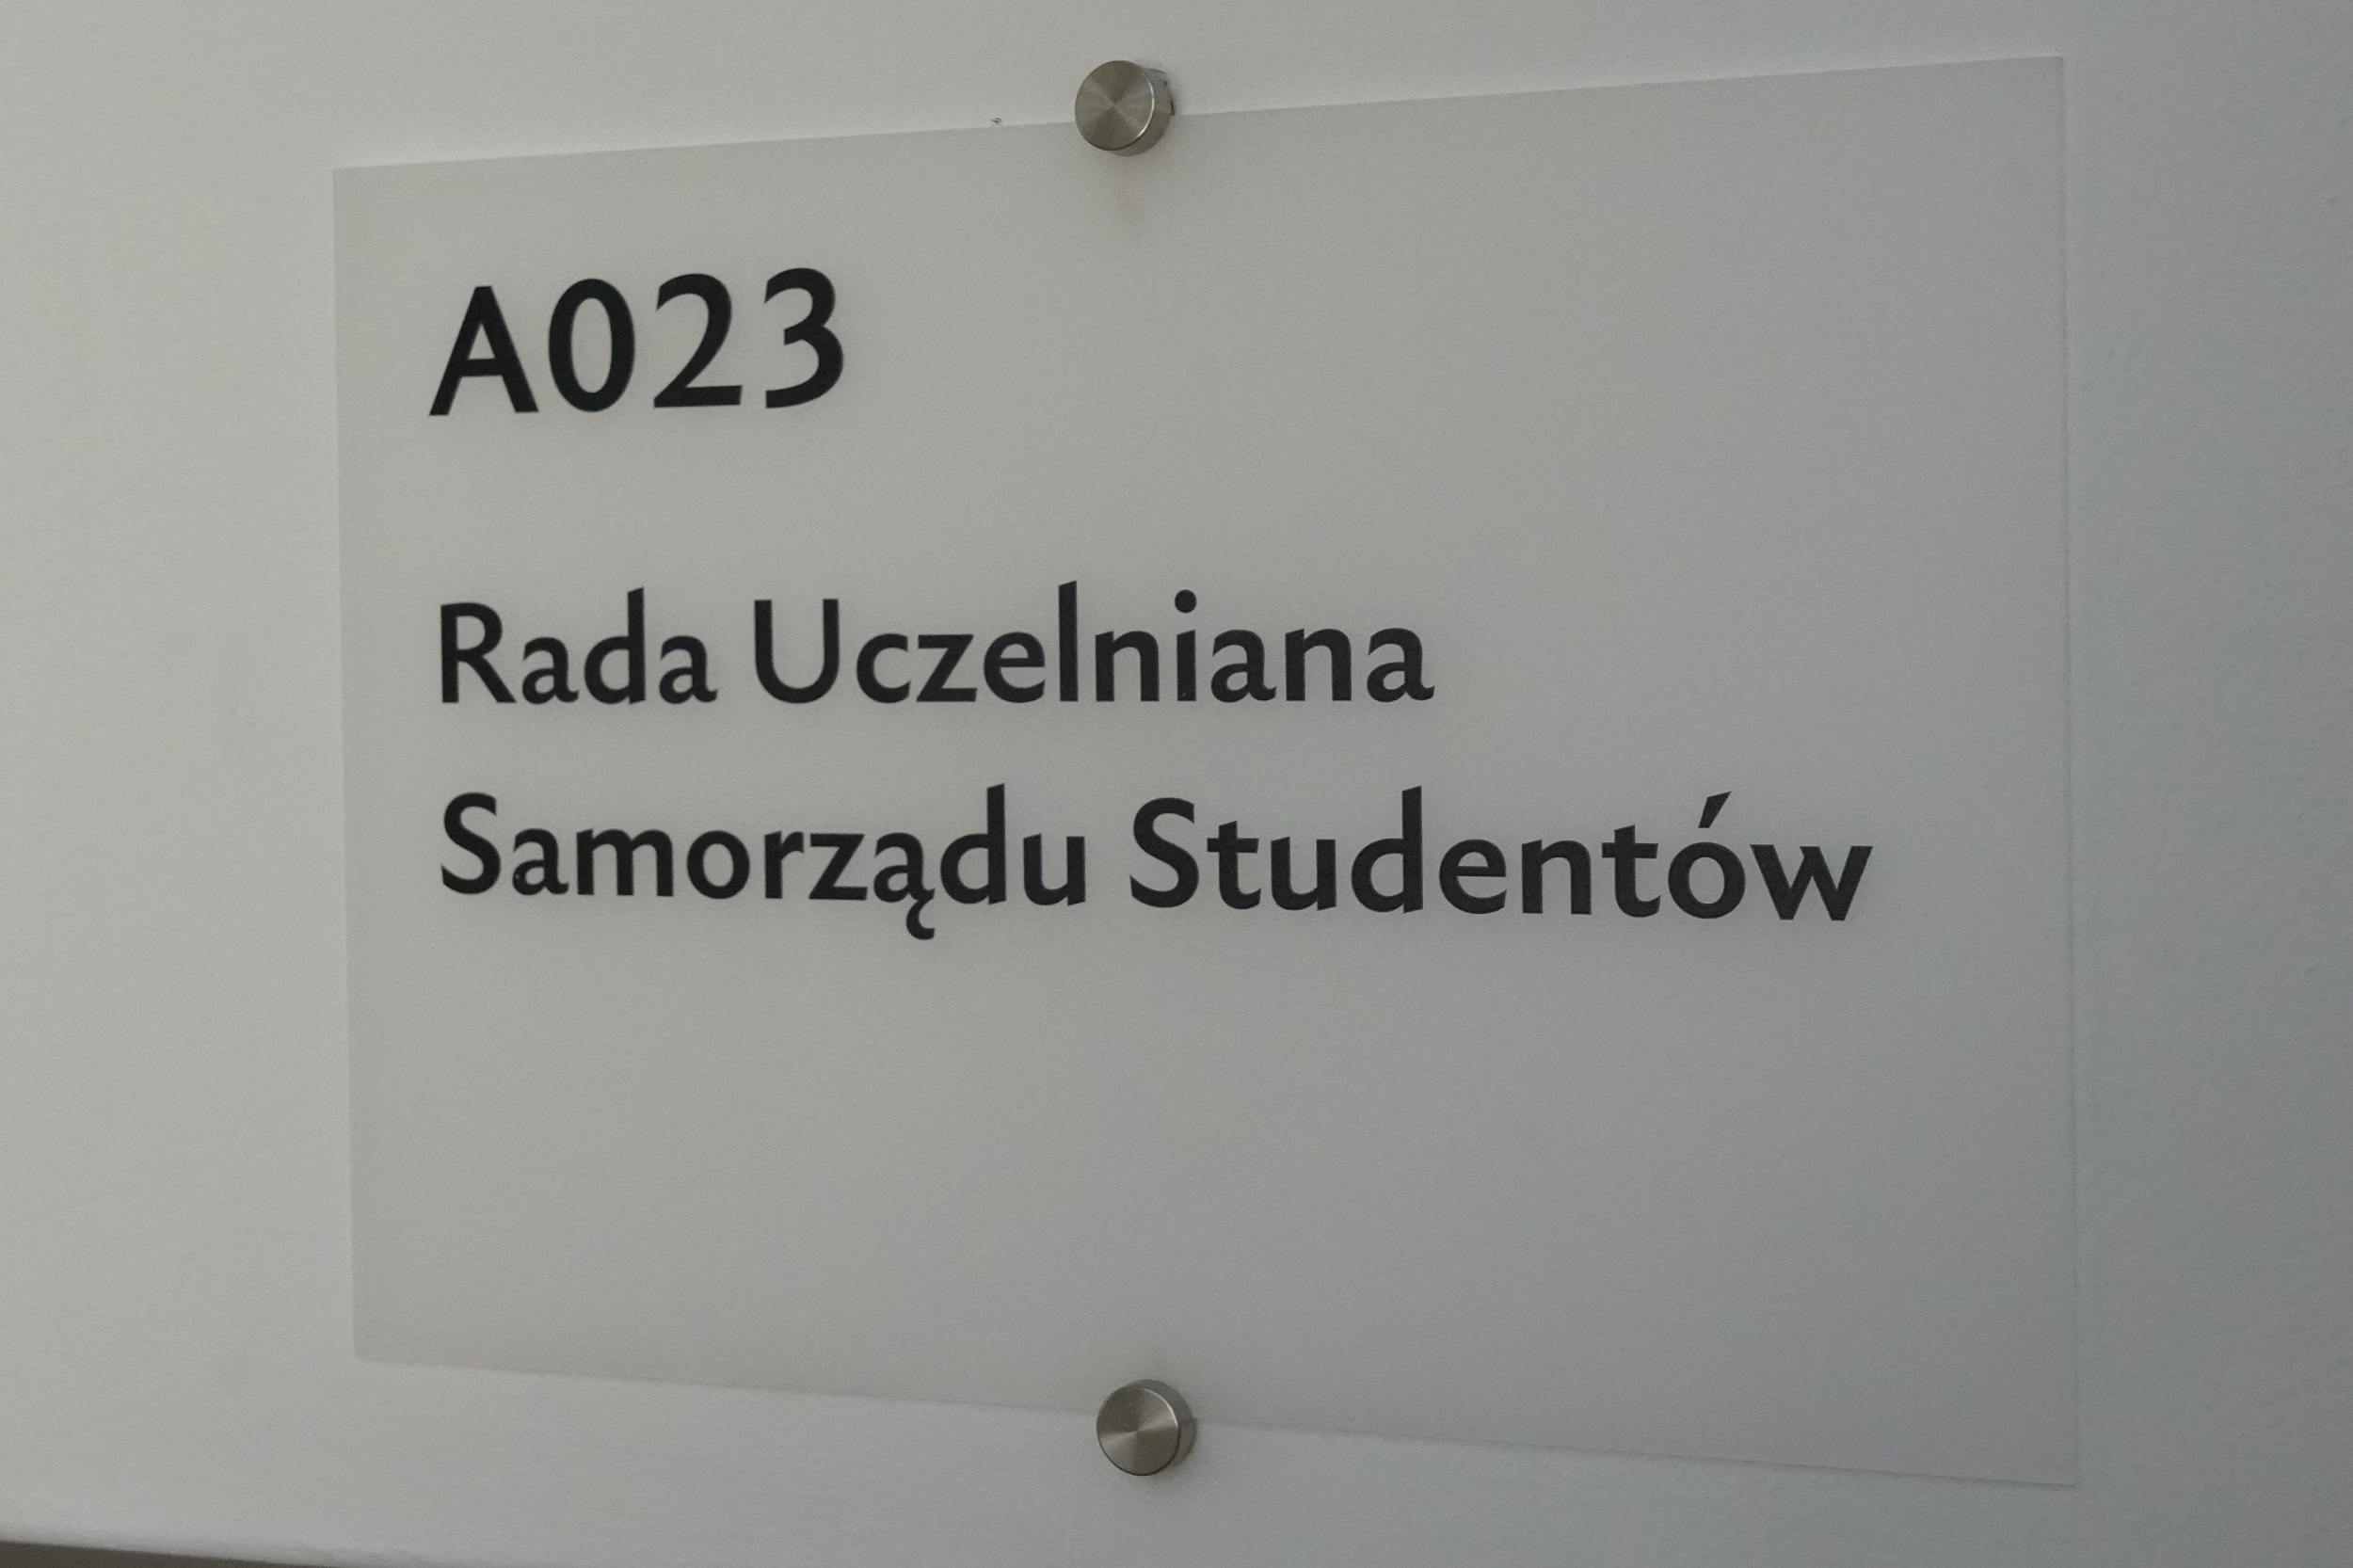 A023
Rada Uczelniana
Samorządu Studentów